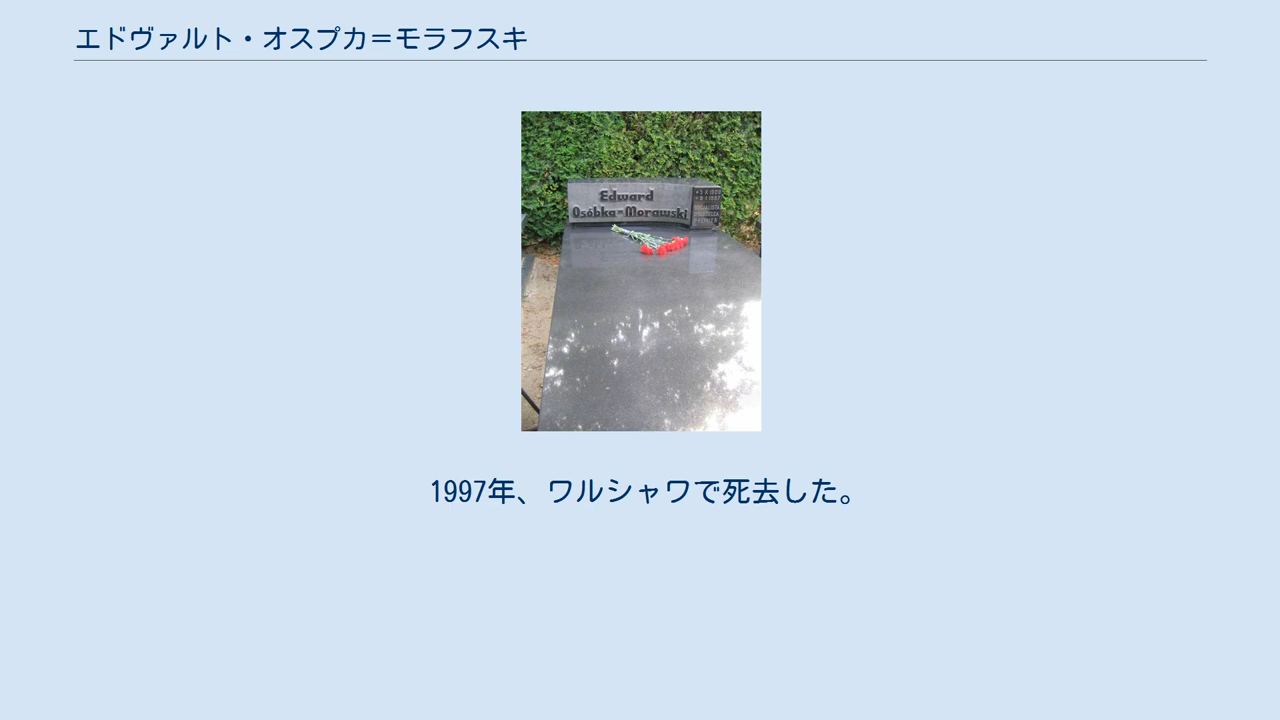 エドヴァルト・オスプカ＝モラフスキ
Edward
Osóbka-Morawski
1997年、ワルシャワで死去した。